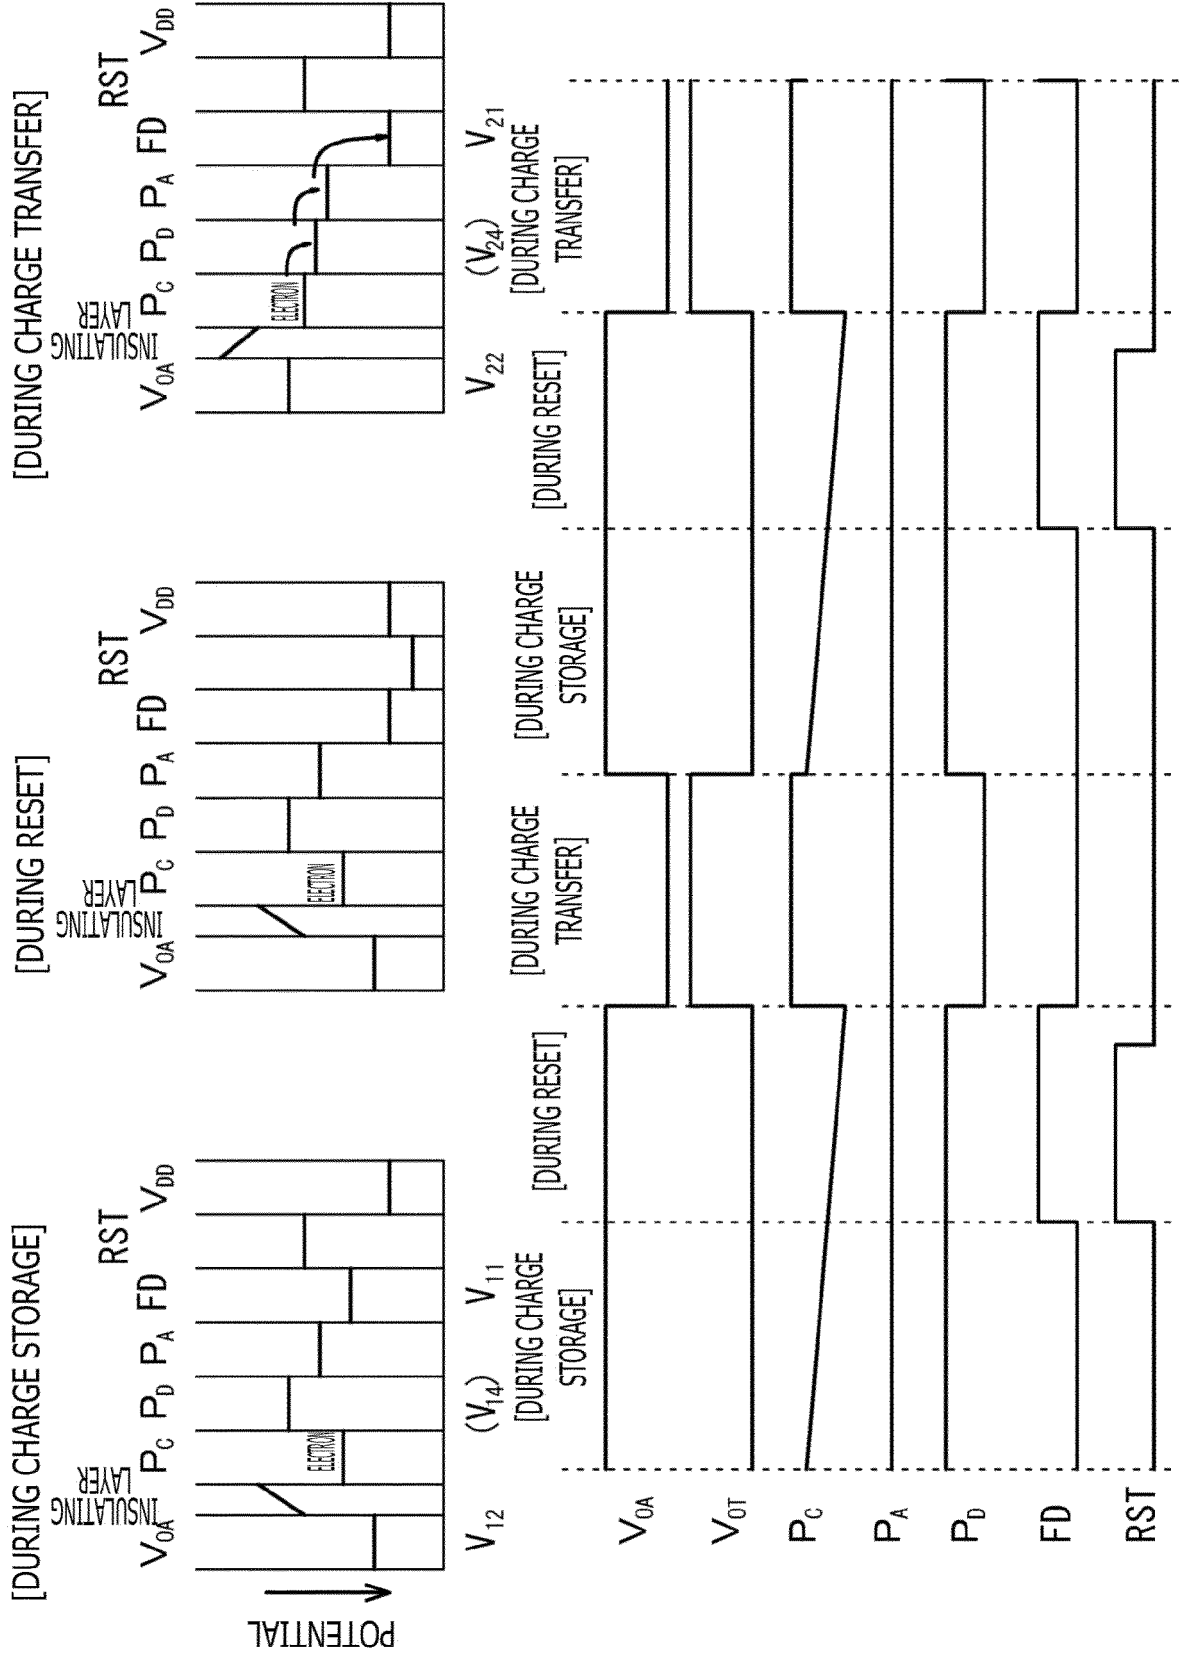 [DURING CHARGE STORAGE]
V0A
INSULATING
LAYER
PC
PD
PA
FD
RST
VDD
POTENTIAL
ELECTRON
V12
(V14)
V11
[DURING RESET]
V0A
INSULATING
LAYER
PC
PD
PA
FD
RST
VDD
ELECTRON
[DURING CHARGE TRANSFER]
V0A
INSULATING
LAYER
PC
PD
PA
FD
RST
VDD
ELECTRON
V22
(V24)
V21
[DURING CHARGE
STORAGE]
[DURING RESET]
[DURING CHARGE
TRANSFER]
[DURING CHARGE
STORAGE]
[DURING RESET]
[DURING CHARGE
TRANSFER]
V0A
V0T
PC
PA
PD
FD
RST